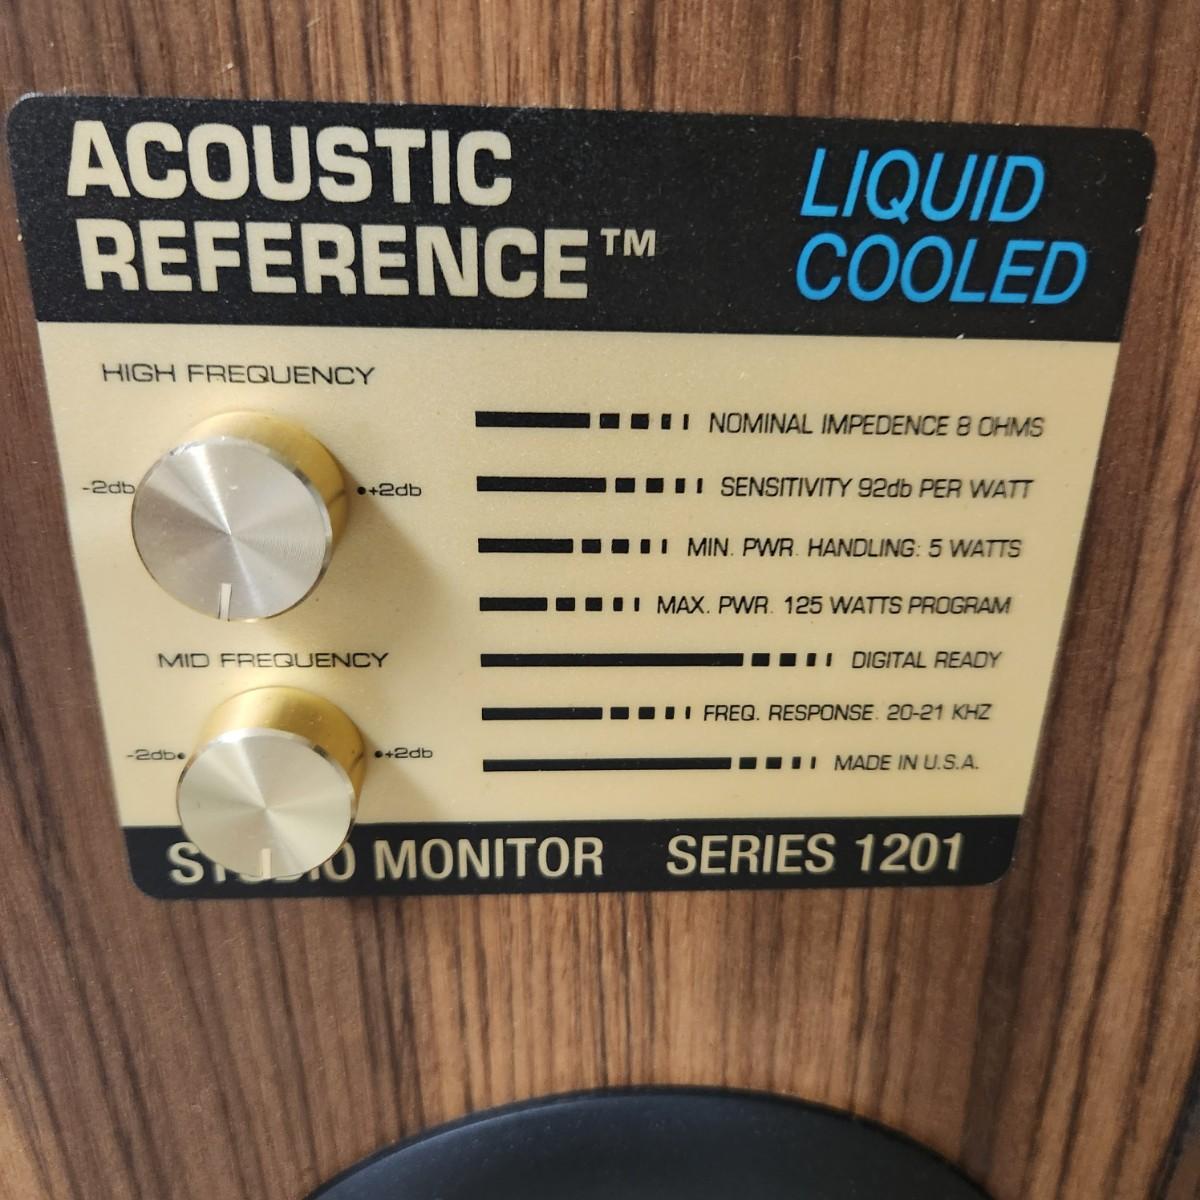 ACOUSTIC
REFERENCE™
LIQUID
COOLED
HIGH FREQUENCY
-2db
+2db
MID FREQUENCY
-2db
+2db
NOMINAL IMPEDENCE 8 OHMS
SENSITIVITY 92db PER WATT
MIN. PWR. HANDLING: 5 WATTS
MAX. PWR. 125 WATTS PROGRAM
DIGITAL READY
FREQ. RESPONSE. 20-21 KHZ
MADE IN U.S.A.
STUDIO MONITOR SERIES 1201